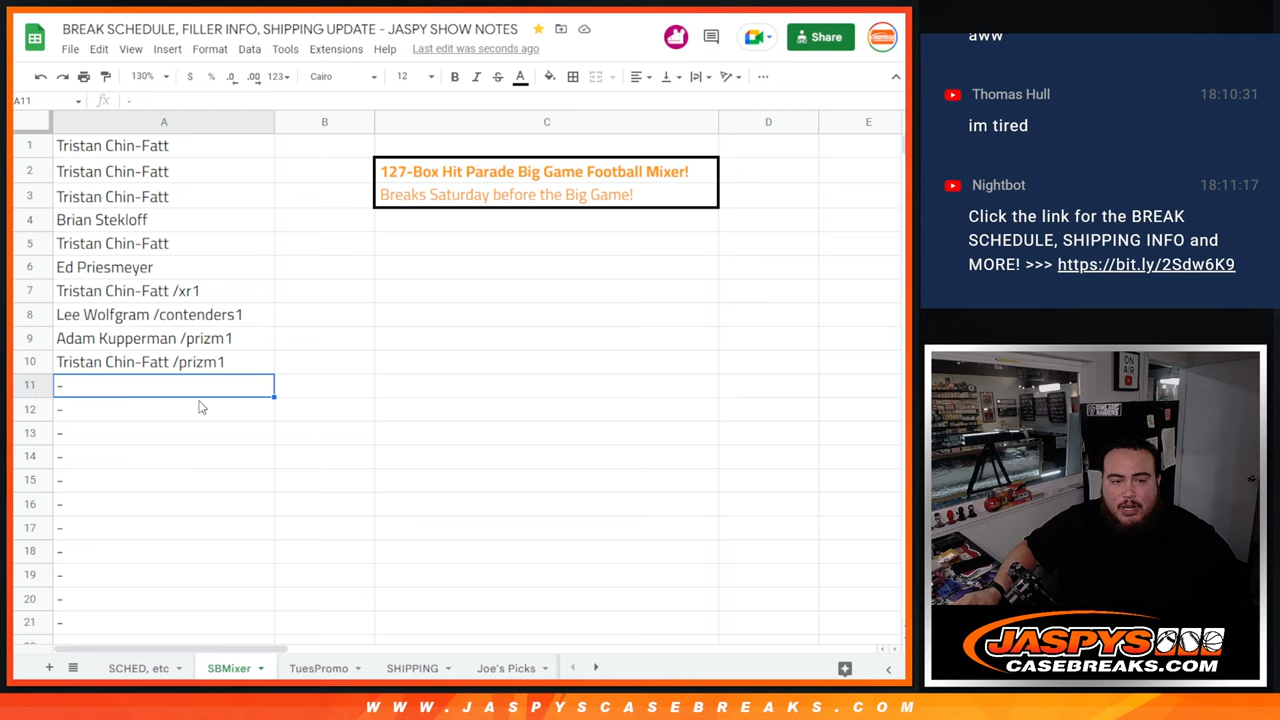 BREAK SCHEDULE, FILLER INFO, SHIPPING UPDATE - JASPY SHOW NOTES
File Edit View Insert Format Data Tools Extensions Help Last edit was seconds ago
Share
130% $ % .0 .00 123 Cairo 12 B I S A
A11 fx -
A B C D E
1 Tristan Chin-Fatt
2 Tristan Chin-Fatt
127-Box Hit Parade Big Game Football Mixer!
3 Tristan Chin-Fatt
Breaks Saturday before the Big Game!
4 Brian Stekloff
5 Tristan Chin-Fatt
6 Ed Priesmeyer
7 Tristan Chin-Fatt /xr1
8 Lee Wolfgram /contenders1
9 Adam Kupperman /prizm1
10 Tristan Chin-Fatt /prizm1
11 -
12 -
13 -
14 -
15 -
16 -
17 -
18 -
19 -
20 -
21 -
SCHED, etc SBMixer TuesPromo SHIPPING Joe's Picks
aww
Thomas Hull 18:10:31
im tired
Nightbot 18:11:17
Click the link for the BREAK
SCHEDULE, SHIPPING INFO and
MORE! >>> https://bit.ly/2Sdw6K9
ON AIR
JASPYS
CASEBREAKS.COM
WWW.JASPYSCASEBREAKS.COM